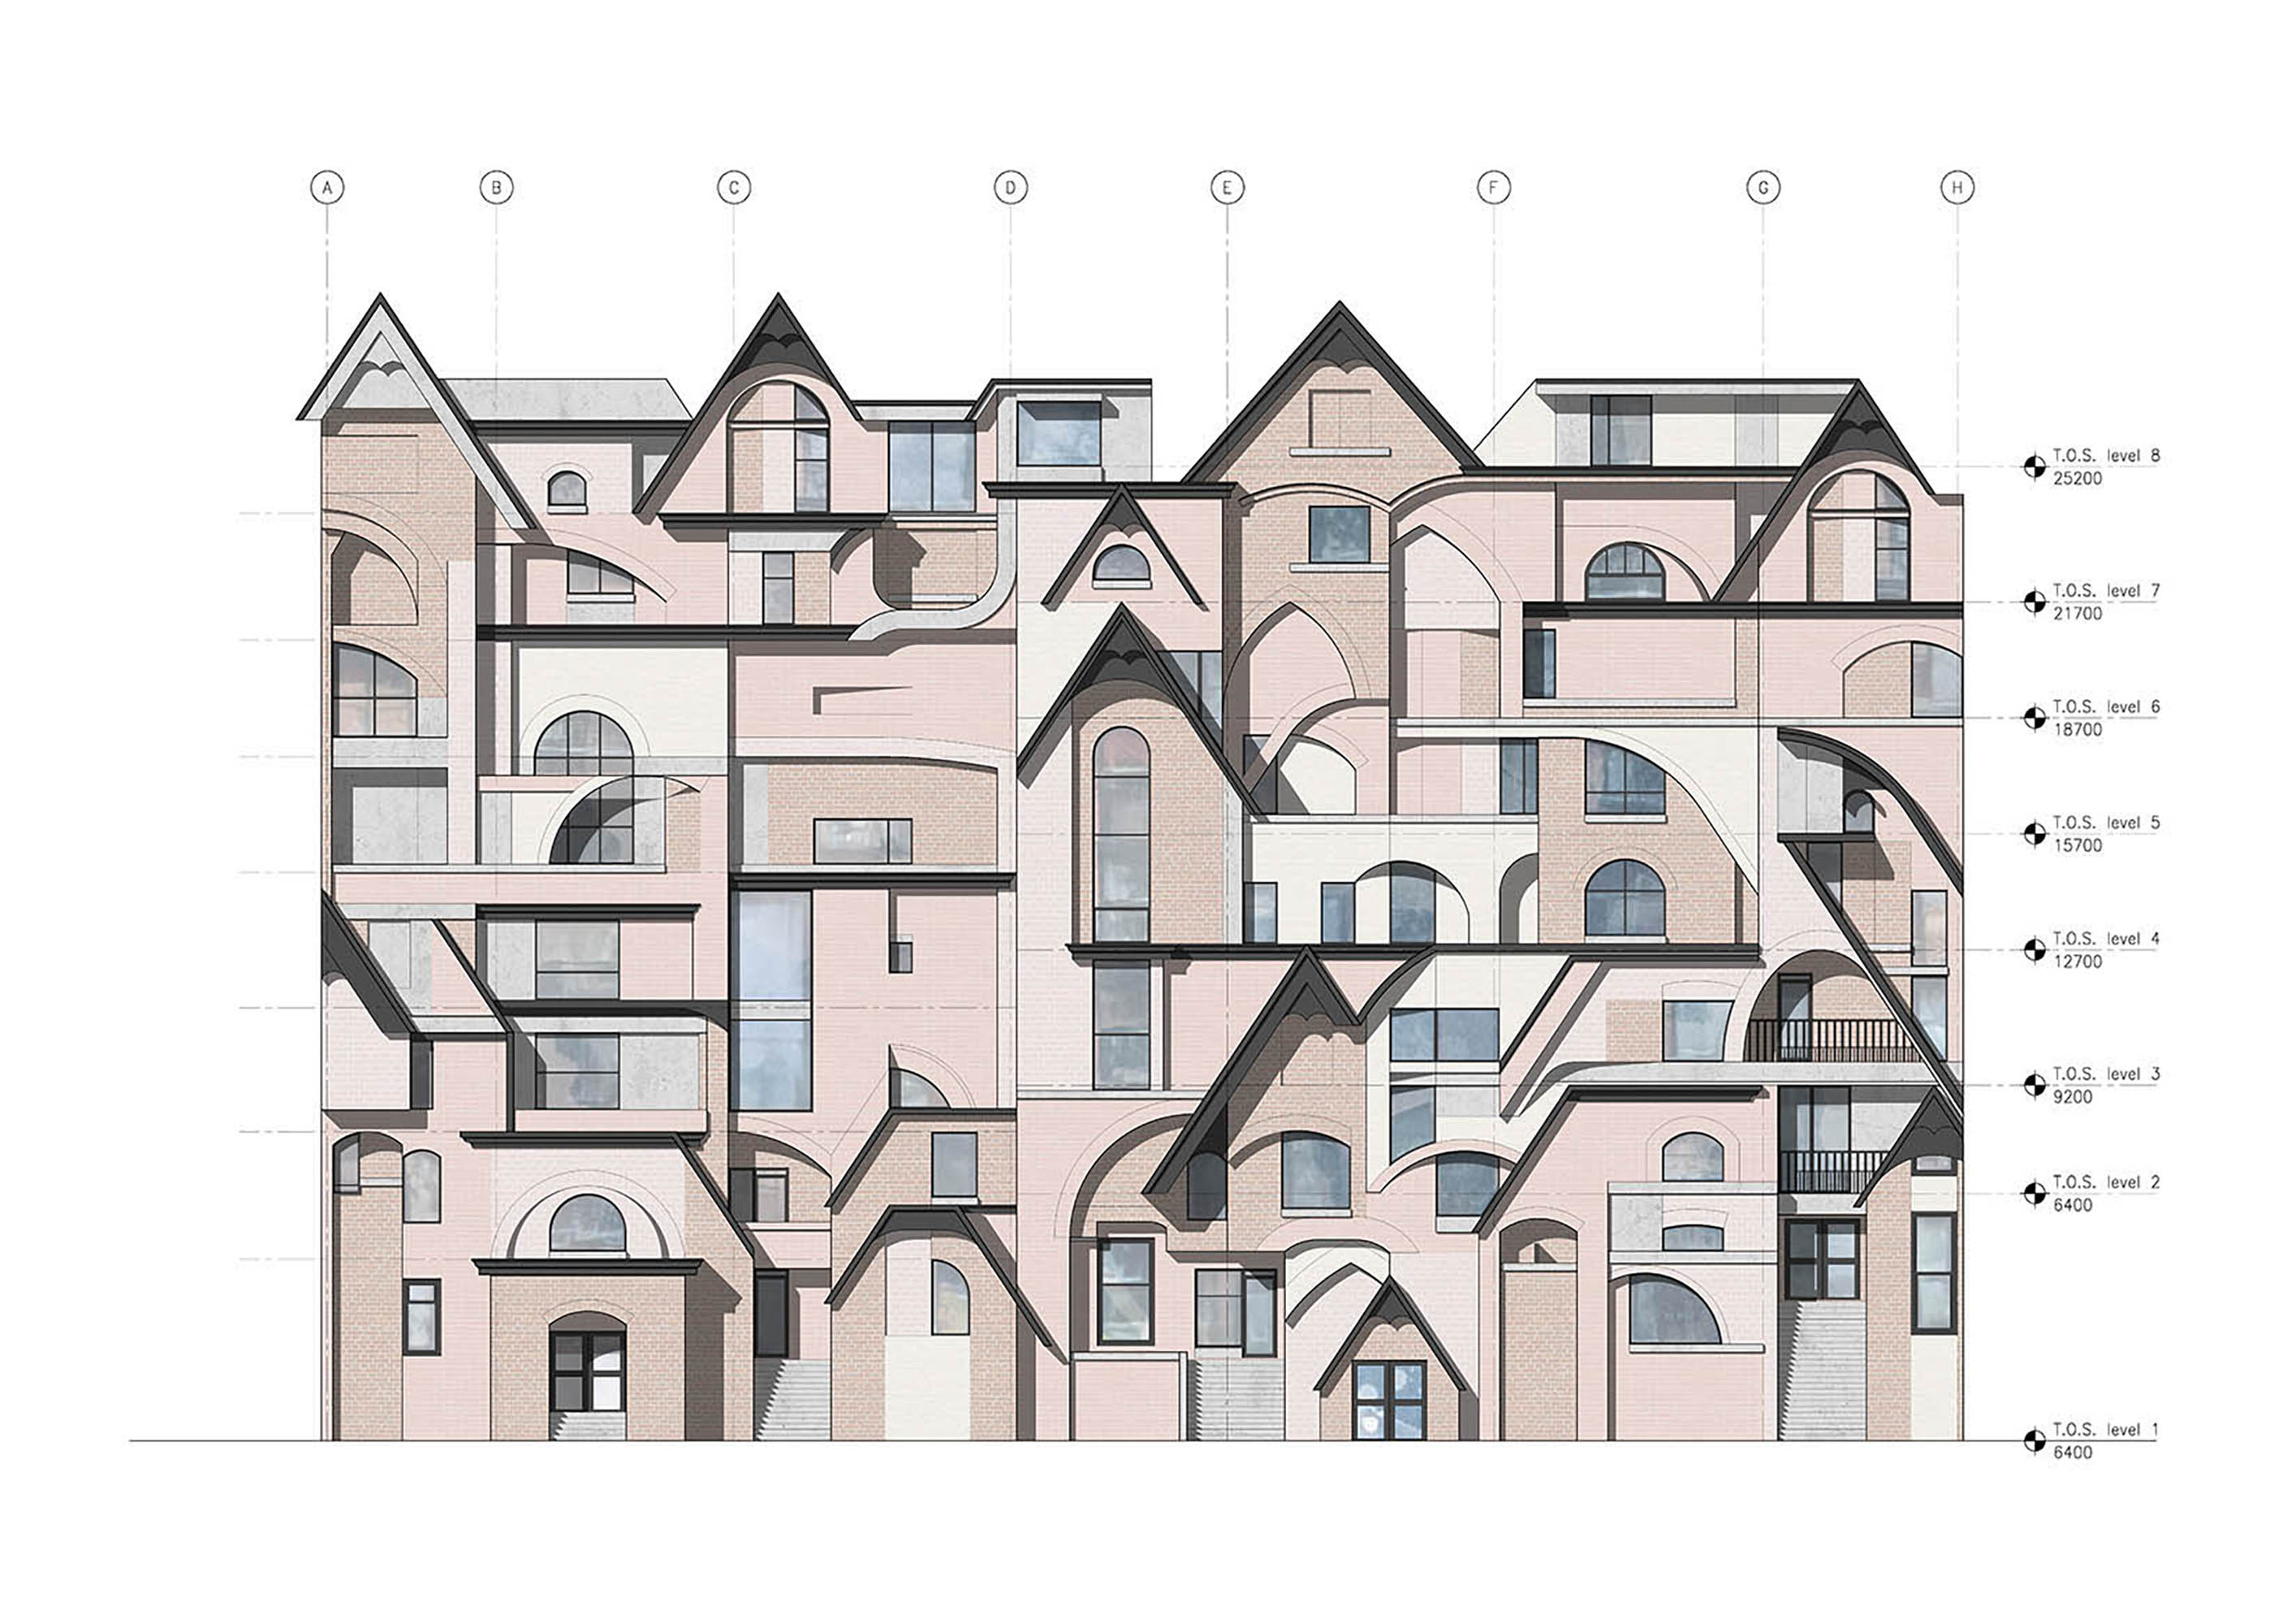 A B C D E F G H
T.O.S. level 8
25200
T.O.S. level 7
21700
T.O.S. level 6
18700
T.O.S. level 5
15700
T.O.S. level 4
12700
T.O.S. level 3
9200
T.O.S. level 2
6400
T.O.S. level 1
6400